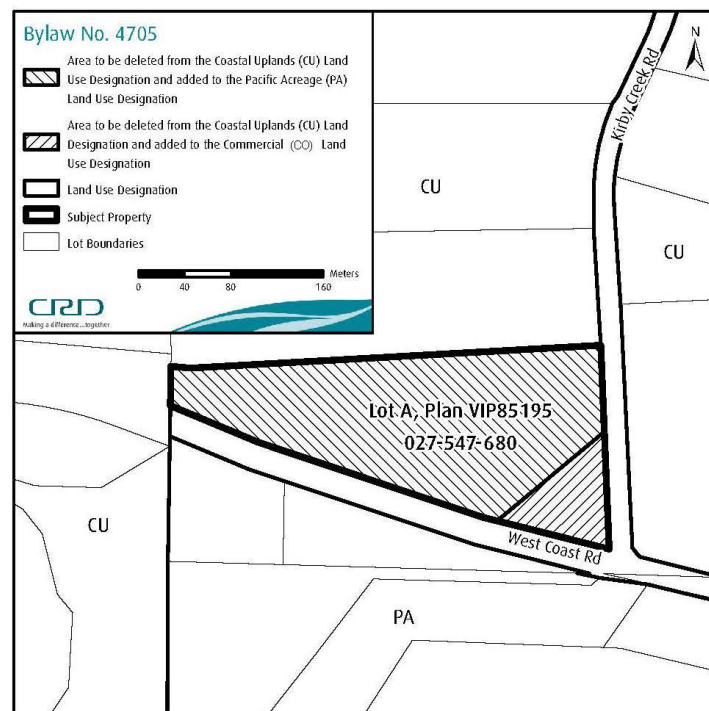 Bylaw No. 4705
Area to be deleted from the Coastal Uplands (CU) Land
Use Designation and added to the Pacific Acreage (PA)
Land Use Designation
Area to be deleted from the Coastal Uplands (CU) Land
Designation and added to the Commercial (CO) Land
Use Designation
Land Use Designation
Subject Property
Lot Boundaries
Meters
0 40 80 160
CRD
Making a difference...together
N
Kirby Creek Rd
CU
CU
Lot A, Plan VIP85195
027-547-680
CU
West Coast Rd
PA